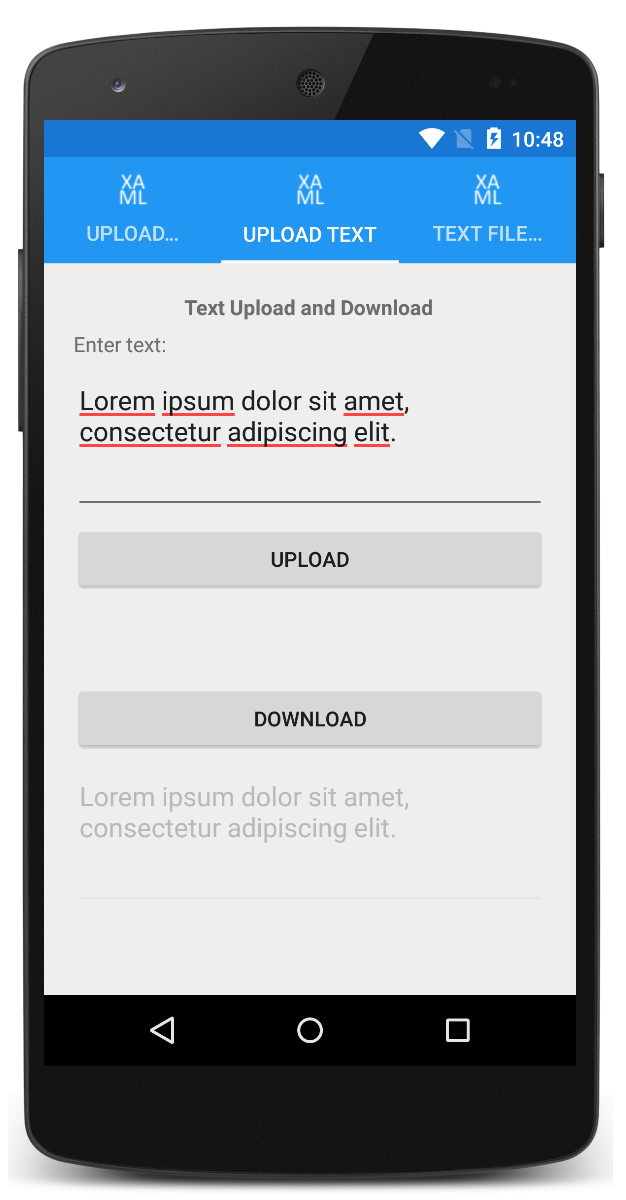 10:48
XA XA XA
ML ML ML
UPLOAD... UPLOAD TEXT TEXT FILE...
Text Upload and Download
Enter text:
Lorem ipsum dolor sit amet,
consectetur adipiscing elit.
UPLOAD
DOWNLOAD
Lorem ipsum dolor sit amet,
consectetur adipiscing elit.